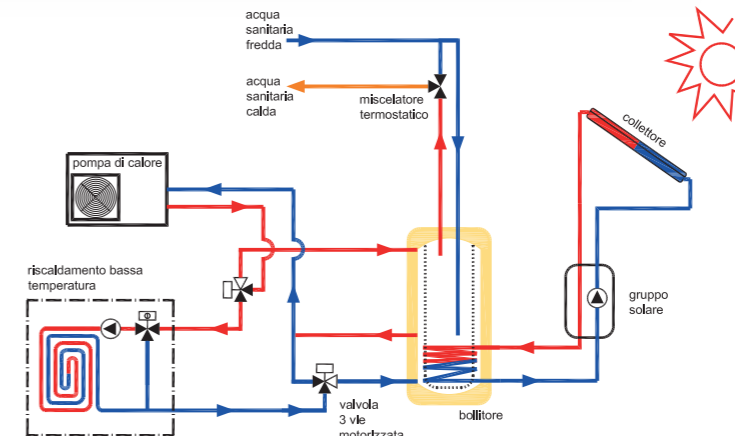 acqua
sanitaria
fredda
acqua
sanitaria
calda
miscelatore
termostatico
collettore
pompa di calore
riscaldamento bassa
temperatura
gruppo
solare
valvola
3 vie
motorizzata
bollitore